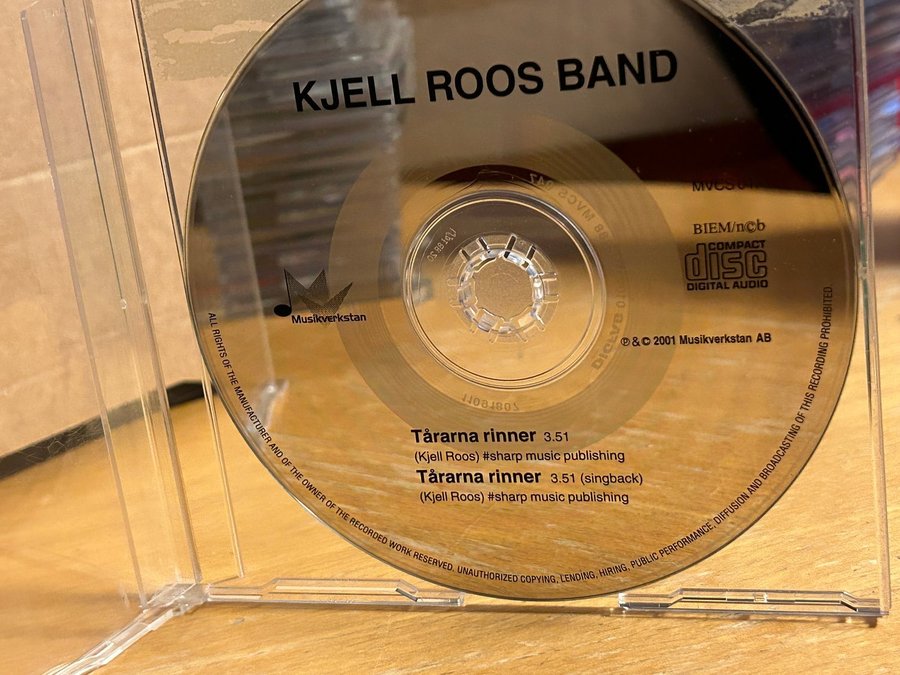 KJELL ROOS BAND
BIEM/n©b
COMPACT
disc
DIGITAL AUDIO
Musikverkstan
℗ & © 2001 Musikverkstan AB
Tårarna rinner 3.51
(Kjell Roos) #sharp music publishing
Tårarna rinner 3.51 (singback)
(Kjell Roos) #sharp music publishing
ALL RIGHTS OF THE MANUFACTURER AND OF THE OWNER OF THE RECORDED WORK RESERVED. UNAUTHORIZED COPYING, LENDING, HIRING, PUBLIC PERFORMANCE, DIFFUSION AND BROADCASTING OF THIS RECORDING PROHIBITED